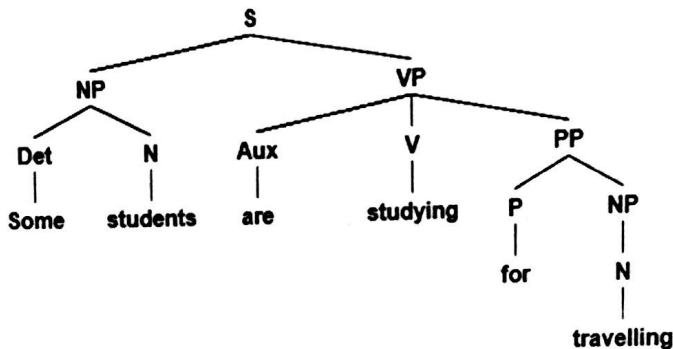 S
NP VP
Det N Aux V PP
Some students are studying P NP
for N
travelling